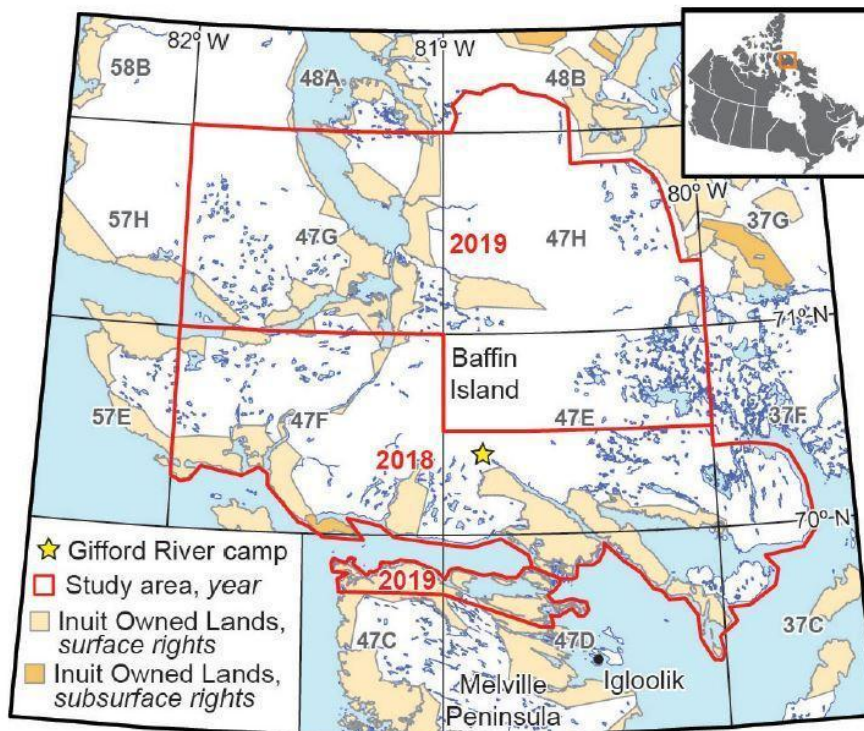 82° W
81° W
58B
48A
48B
80° W
57H
47G
2019
47H
37G
71° N
Baffin
Island
57E
47F
47E
37F
2018
70° N
Gifford River camp
Study area, year
2019
Inuit Owned Lands,
surface rights
47C
47D
37C
Inuit Owned Lands,
subsurface rights
Igloolik
Melville
Peninsula